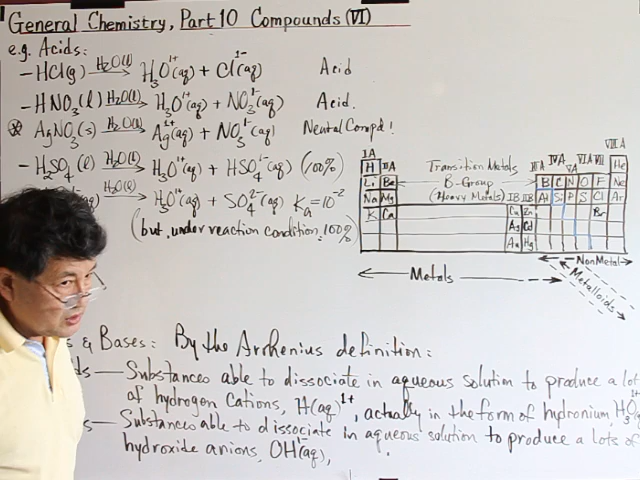 General Chemistry, Part 10 Compounds (VI)
e.g. Acids:
-HCl(g) H₂O(l)→ H₃O¹⁺(aq) + Cl¹⁻(aq) Acid
-HNO₃(l) H₂O(l)→ H₃O¹⁺(aq) + NO₃¹⁻(aq) Acid.
AgNO₃(s) H₂O(l)→ Ag¹⁺(aq) + NO₃¹⁻(aq) Neutral Compd!
-H₂SO₄(l) H₂O(l)→ H₃O¹⁺(aq) + HSO₄¹⁻(aq) (100%)
H₂O(l)→ H₃O¹⁺(aq) + SO₄²⁻(aq) Kₐ=10⁻²
(but, under reaction condition, 100%)
IA VIIIA
H IIA Transition Metals IIIA IVA VA VIA VII He
Li Be B-Group B C N O F Ne
Na Mg (Heavy Metals) IB IIB Al Si P S Cl Ar
K Ca Cu Zn Br
Ag Cd
Au Hg
Metals
NonMetal
Metalloids
s & Bases: By the Arrhenius definition:
ds — Substances able to dissociate in aqueous solution to produce a lot
of hydrogen Cations, H(aq)¹⁺, actually in the form of hydronium, H₃O¹⁺
s — Substances able to dissociate in aqueous solution to produce a lots of
hydroxide anions, OH¹⁻(aq),